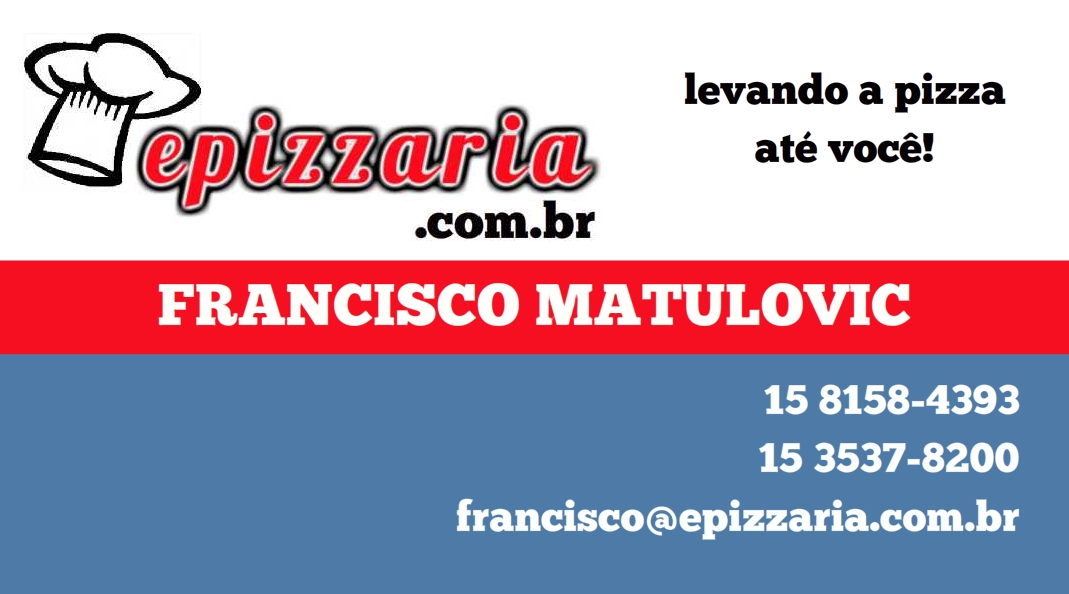 epizzaria
.com.br
levando a pizza
até você!
FRANCISCO MATULOVIC
15 8158-4393
15 3537-8200
francisco@epizzaria.com.br